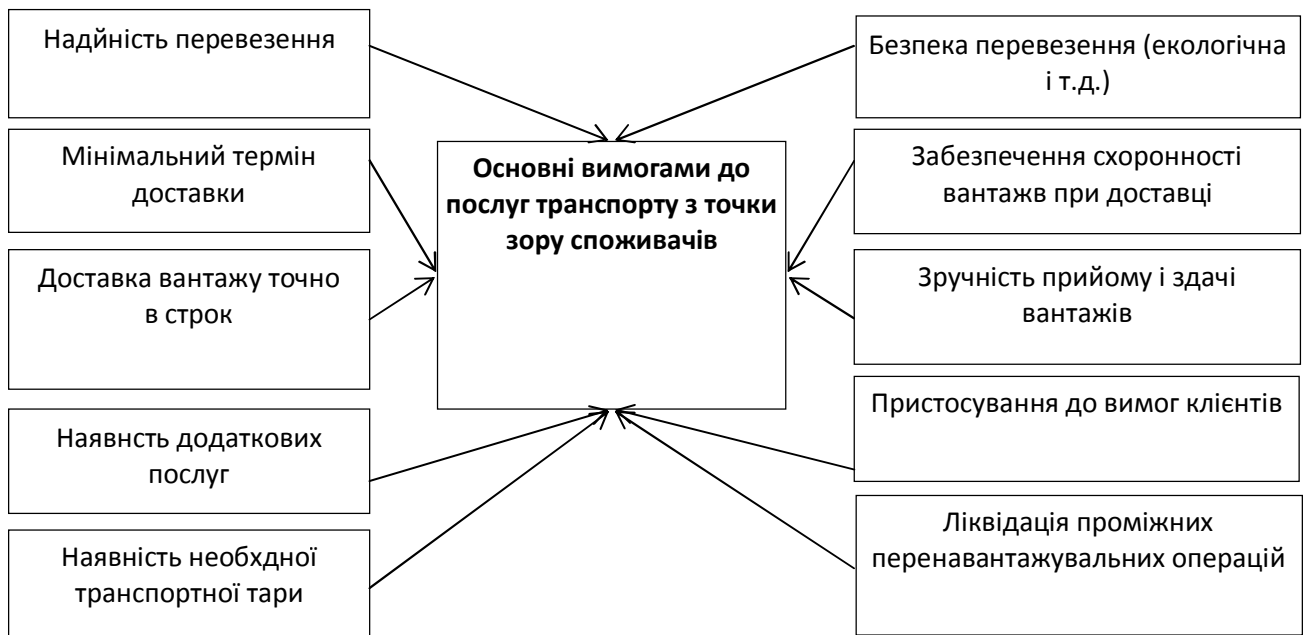 Надйність перевезення
Мінімальний термін
доставки
Доставка вантажу точно
в строк
Наявнсть додаткових
послуг
Наявність необхдної
транспортної тари
Основні вимогами до
послуг транспорту з точки
зору споживачів
Безпека перевезення (екологічна
і т.д.)
Забезпечення схоронності
вантажв при доставці
Зручність прийому і здачі
вантажів
Пристосування до вимог клієнтів
Ліквідація проміжних
перенавантажувальних операцій